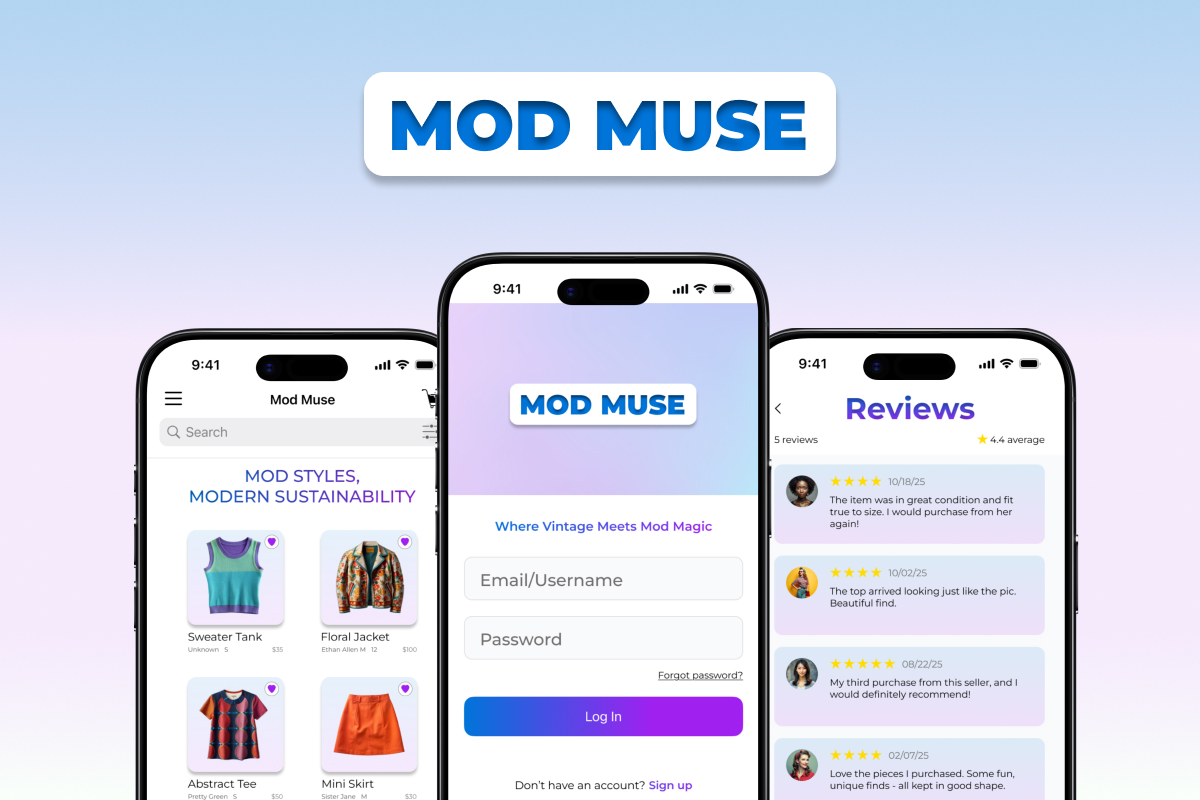 MOD MUSE
9:41
Mod Muse
Search
MOD STYLES,
MODERN SUSTAINABILITY
Sweater Tank
Unknown S $35
Floral Jacket
Ethan Allen M 12 $100
Abstract Tee
Pretty Green S $50
Mini Skirt
Sister Jane M $30
9:41
MOD MUSE
Where Vintage Meets Mod Magic
Email/Username
Password
Forgot password?
Log In
Don't have an account? Sign up
9:41
Reviews
5 reviews 4.4 average
10/18/25
The item was in great condition and fit
true to size. I would purchase from her
again!
10/02/25
The top arrived looking just like the pic.
Beautiful find.
08/22/25
My third purchase from this seller, and I
would definitely recommend!
02/07/25
Love the pieces I purchased. Some fun,
unique finds - all kept in good shape.